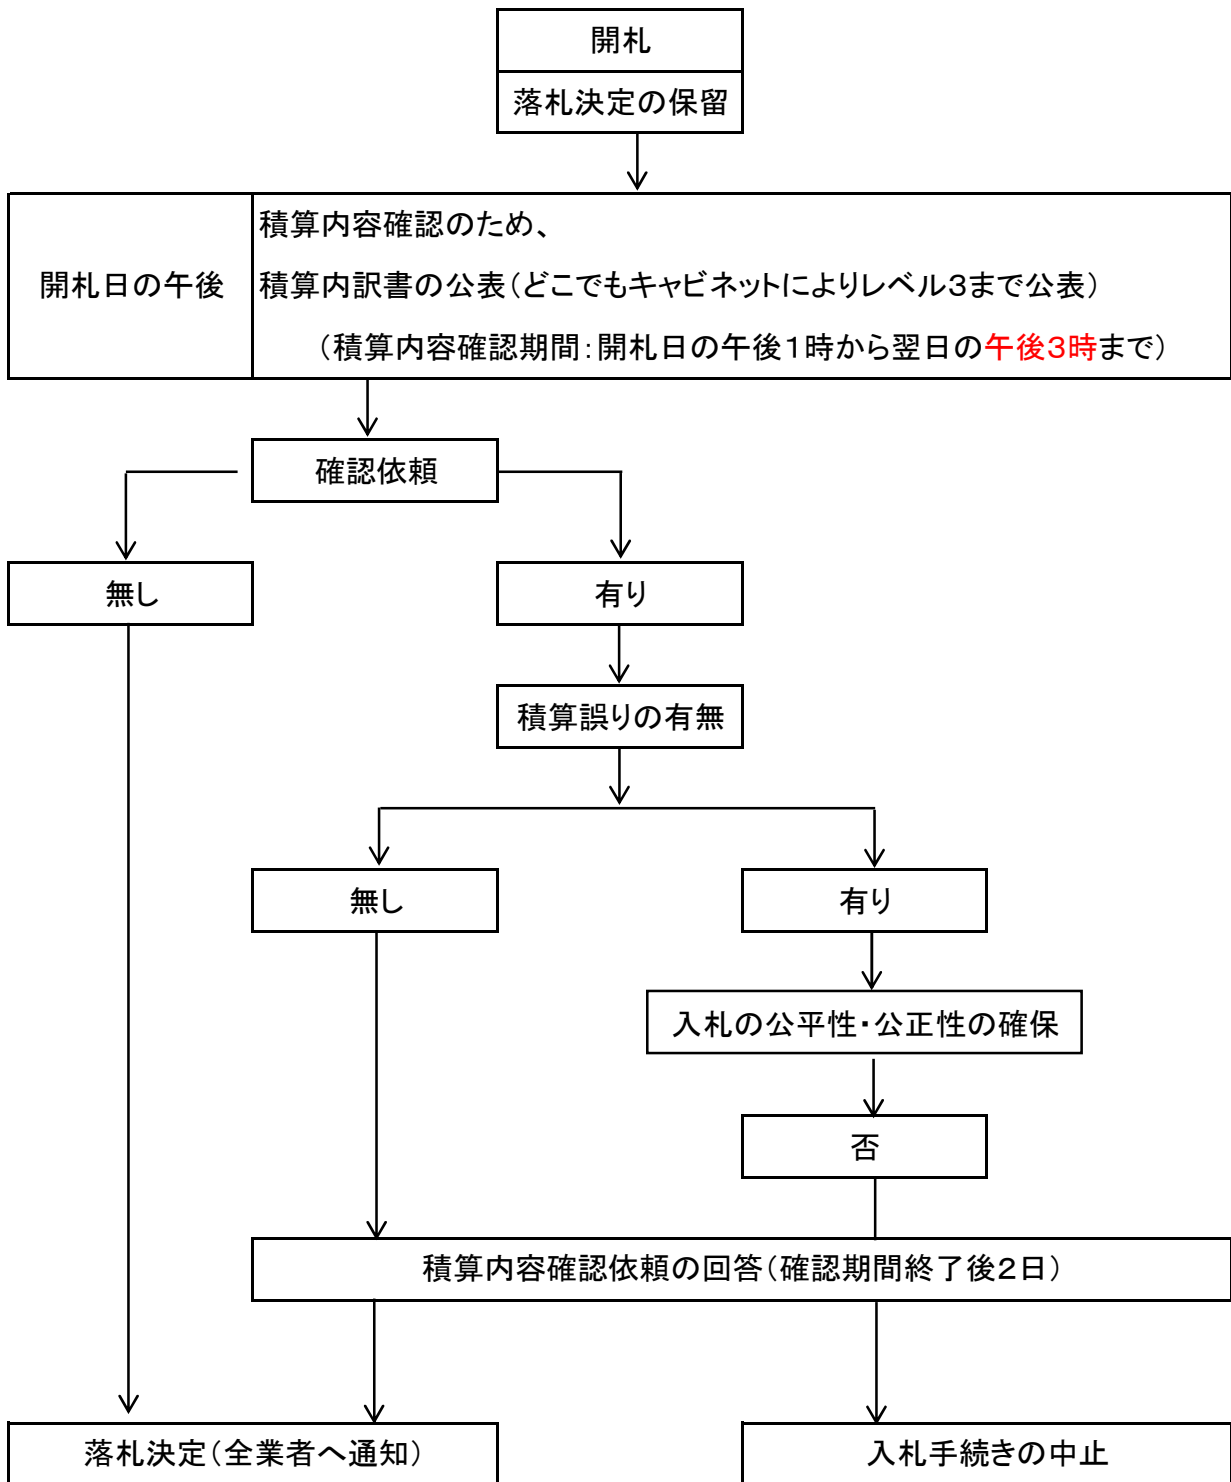 開札
落札決定の保留
開札日の午後
積算内容確認のため、
積算内訳書の公表（どこでもキャビネットによりレベル３まで公表）
（積算内容確認期間：開札日の午後１時から翌日の午後３時まで）
確認依頼
無し
有り
積算誤りの有無
無し
有り
入札の公平性・公正性の確保
否
積算内容確認依頼の回答（確認期間終了後２日）
落札決定（全業者へ通知）
入札手続きの中止